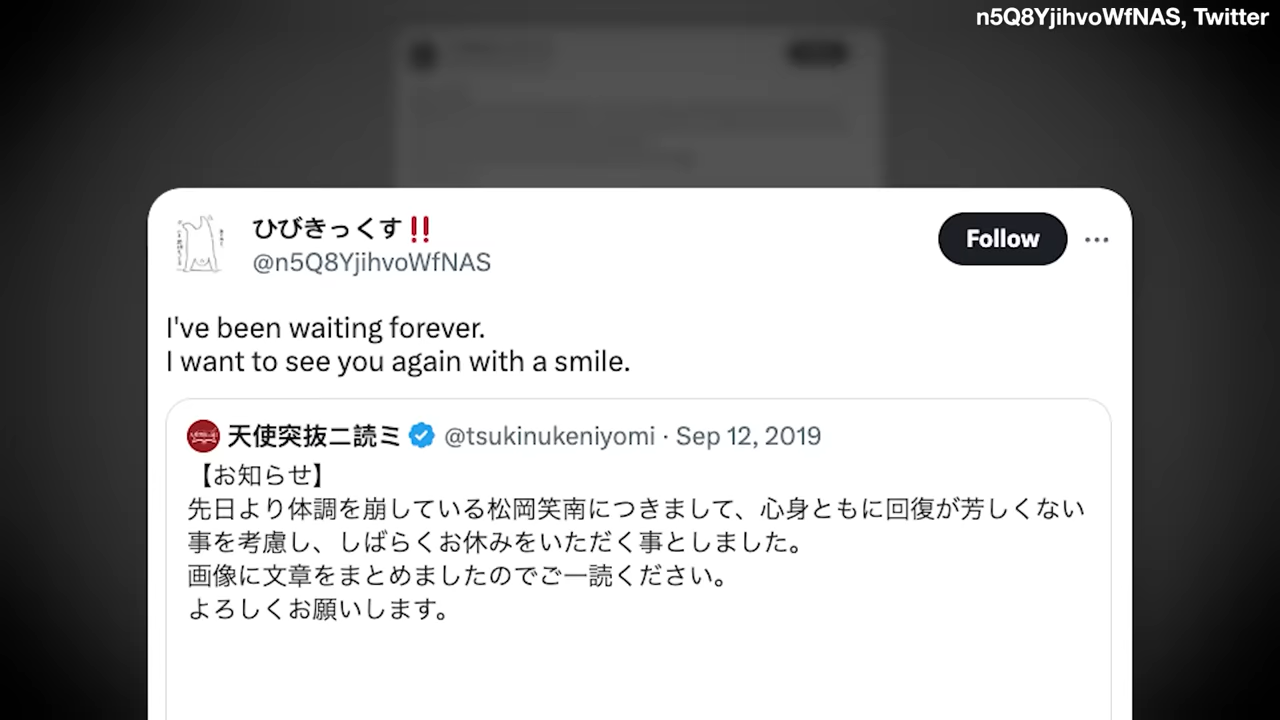 n5Q8YjihvoWfNAS, Twitter
ひびきっくす‼️
@n5Q8YjihvoWfNAS
Follow
I've been waiting forever.
I want to see you again with a smile.
天使突抜ニ読ミ @tsukinukeniyomi · Sep 12, 2019
【お知らせ】
先日より体調を崩している松岡笑南につきまして、心身ともに回復が芳しくない
事を考慮し、しばらくお休みをいただく事としました。
画像に文章をまとめましたのでご一読ください。
よろしくお願いします。